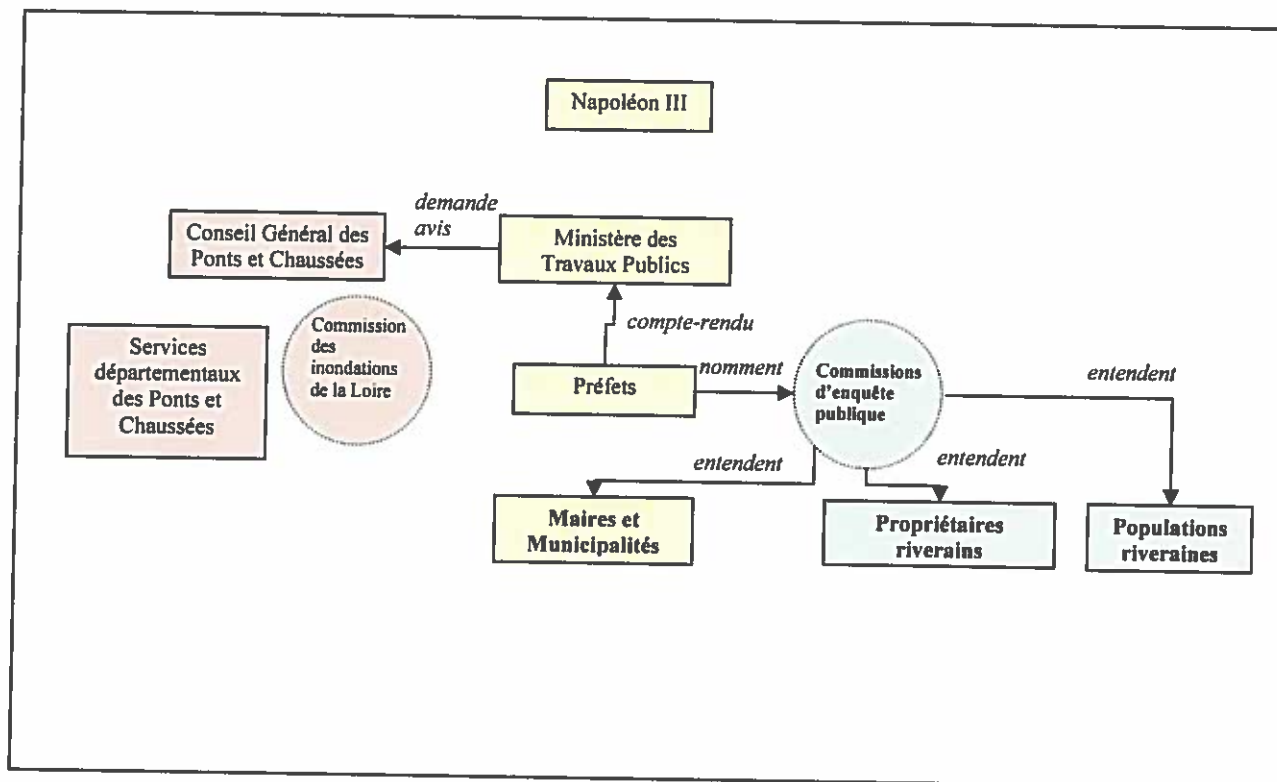 Napoléon III
demande
avis
Conseil Général des
Ponts et Chaussées
Ministère des
Travaux Publics
Commission
des
inondations
de la Loire
compte-rendu
Services
départementaux
des Ponts et
Chaussées
Préfets
nomment
Commissions
d'enquête
publique
entendent
entendent
entendent
Maires et
Municipalités
Propriétaires
riverains
Populations
riveraines